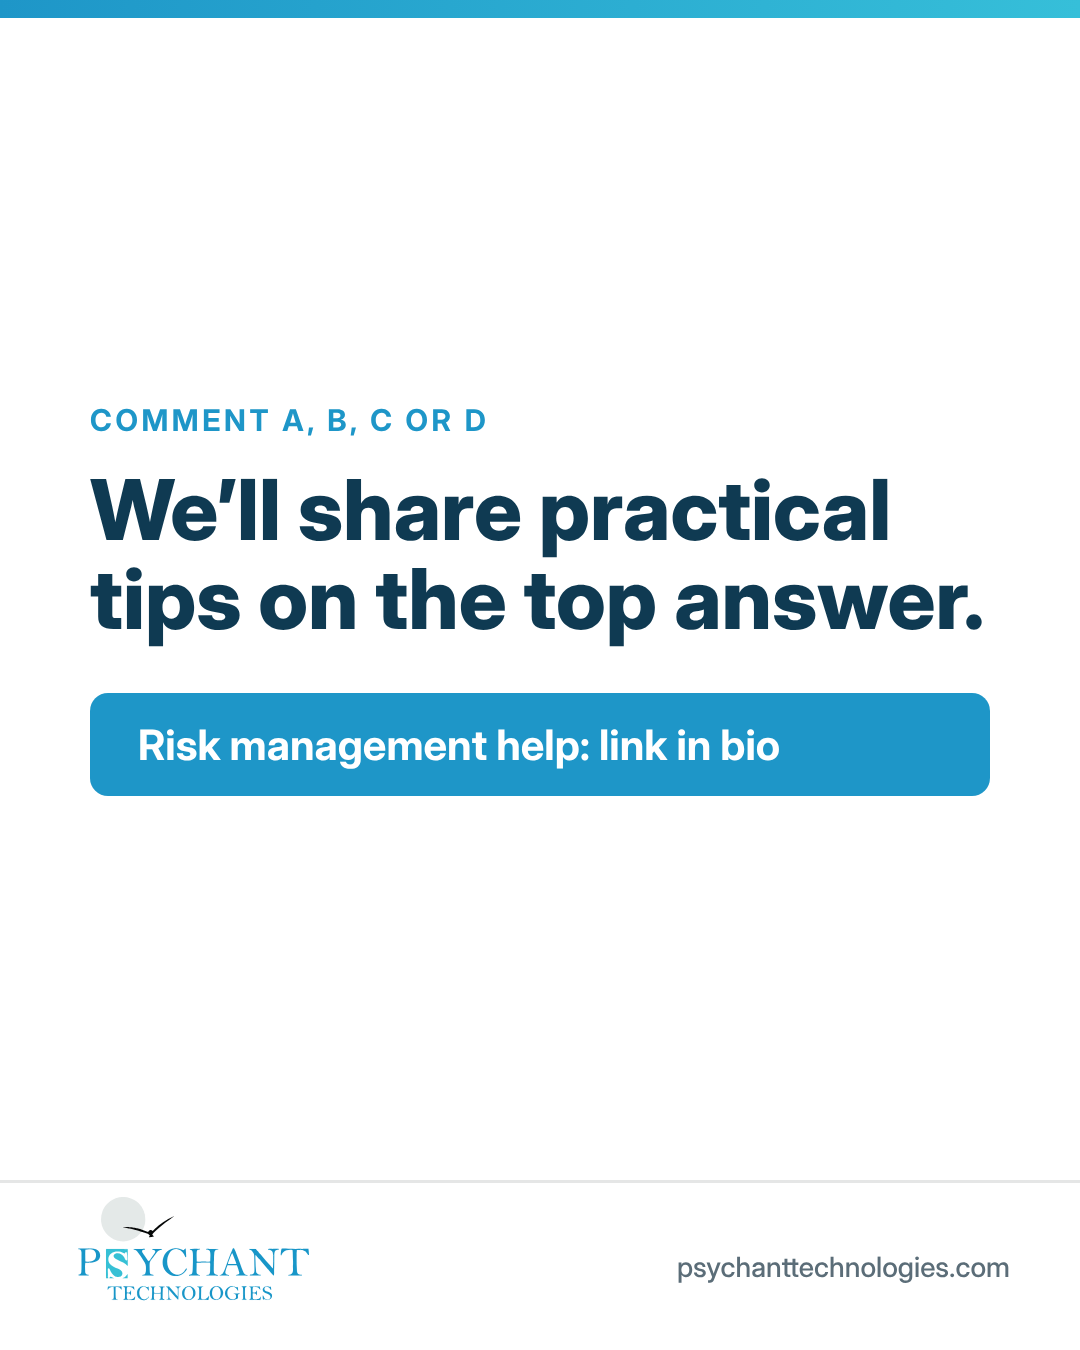 COMMENT A, B, C OR D
We’ll share practical
tips on the top answer.
Risk management help: link in bio
PSYCHANT
TECHNOLOGIES
psychanttechnologies.com